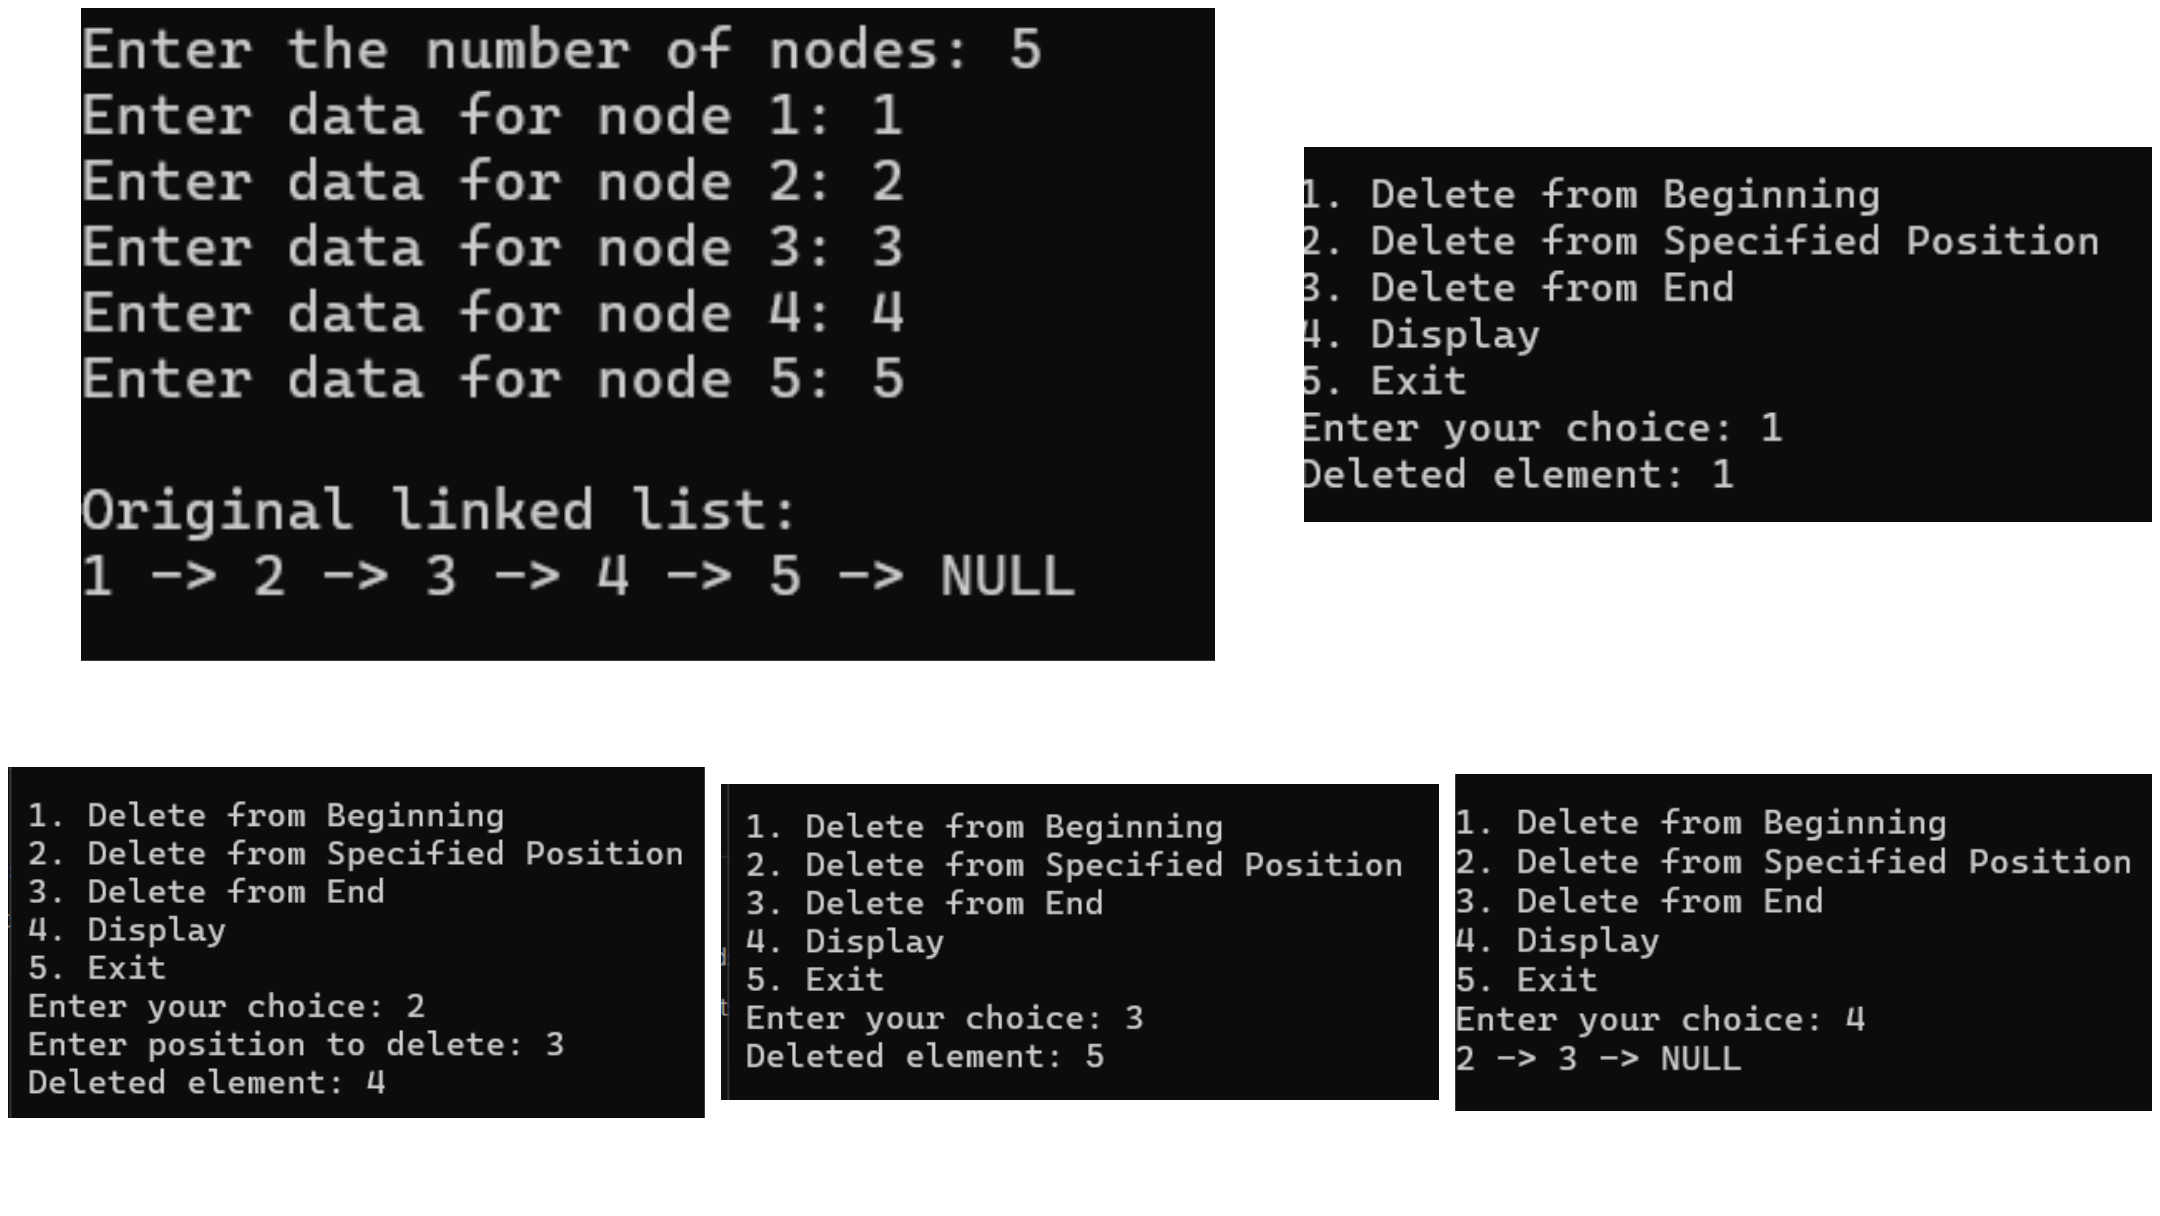 Enter the number of nodes: 5
Enter data for node 1: 1
Enter data for node 2: 2
Enter data for node 3: 3
Enter data for node 4: 4
Enter data for node 5: 5
Original linked list:
1 -> 2 -> 3 -> 4 -> 5 -> NULL
1. Delete from Beginning
2. Delete from Specified Position
3. Delete from End
4. Display
5. Exit
Enter your choice: 1
Deleted element: 1
1. Delete from Beginning
2. Delete from Specified Position
3. Delete from End
4. Display
5. Exit
Enter your choice: 2
Enter position to delete: 3
Deleted element: 4
1. Delete from Beginning
2. Delete from Specified Position
3. Delete from End
4. Display
5. Exit
Enter your choice: 3
Deleted element: 5
1. Delete from Beginning
2. Delete from Specified Position
3. Delete from End
4. Display
5. Exit
Enter your choice: 4
2 -> 3 -> NULL